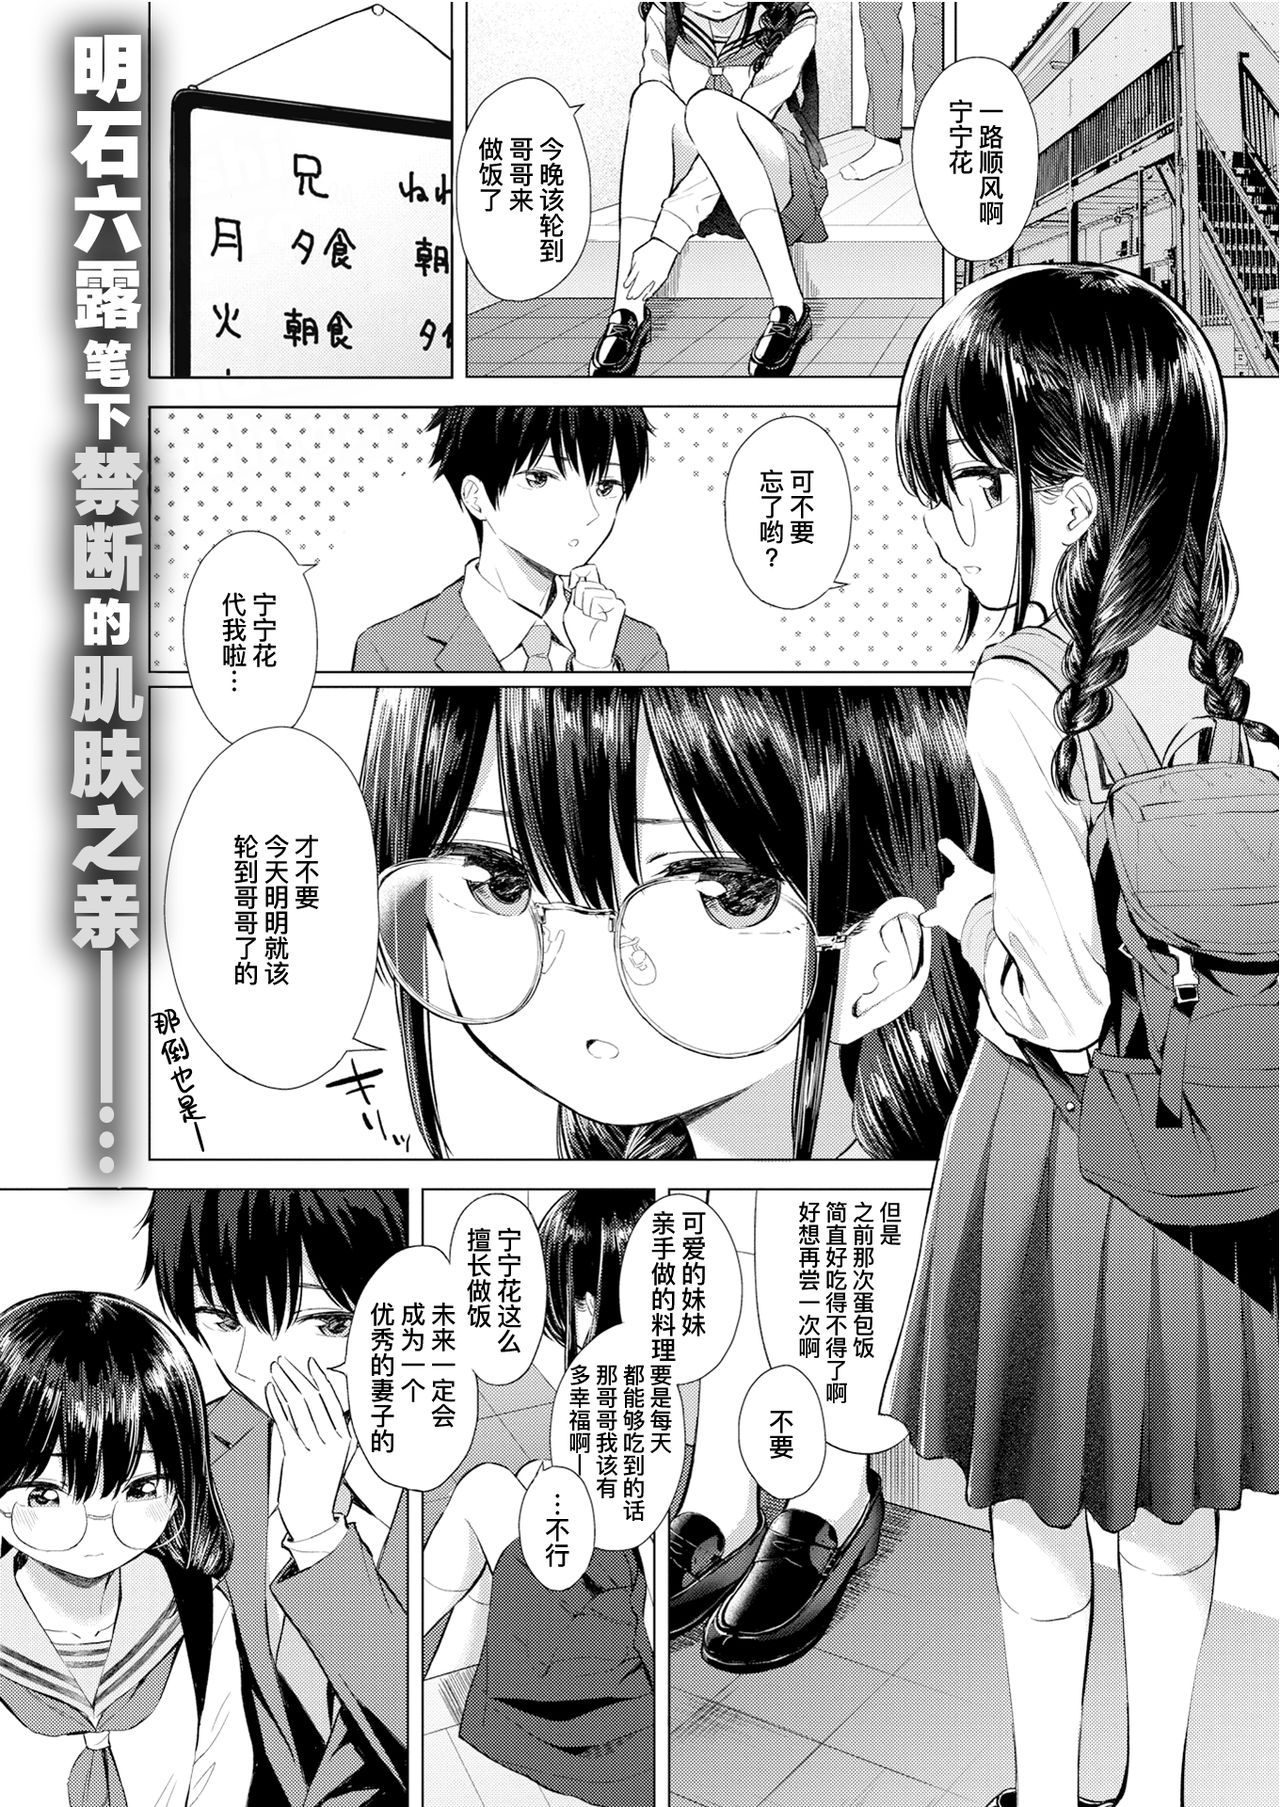 一路顺风啊
宁宁花
今晚该轮到
哥哥来
做饭了
兄
ねね
月
夕食
朝
火
朝食
夕
明石六露笔下禁断的肌肤之亲——…
可不要
忘了哟？
宁宁花
代我啦…
才不要
今天明明就该
轮到哥哥了的
那倒也是ー
キリッ
但是
之前那次蛋包饭
简直好吃得不得了啊
好想再尝一次啊
不要
可爱的妹妹
亲手做的料理
要是每天
都能够吃到的话
那哥哥我该有
多幸福啊ー
…不行
宁宁花这么
擅长做饭
未来一定会
成为一个
优秀的妻子的